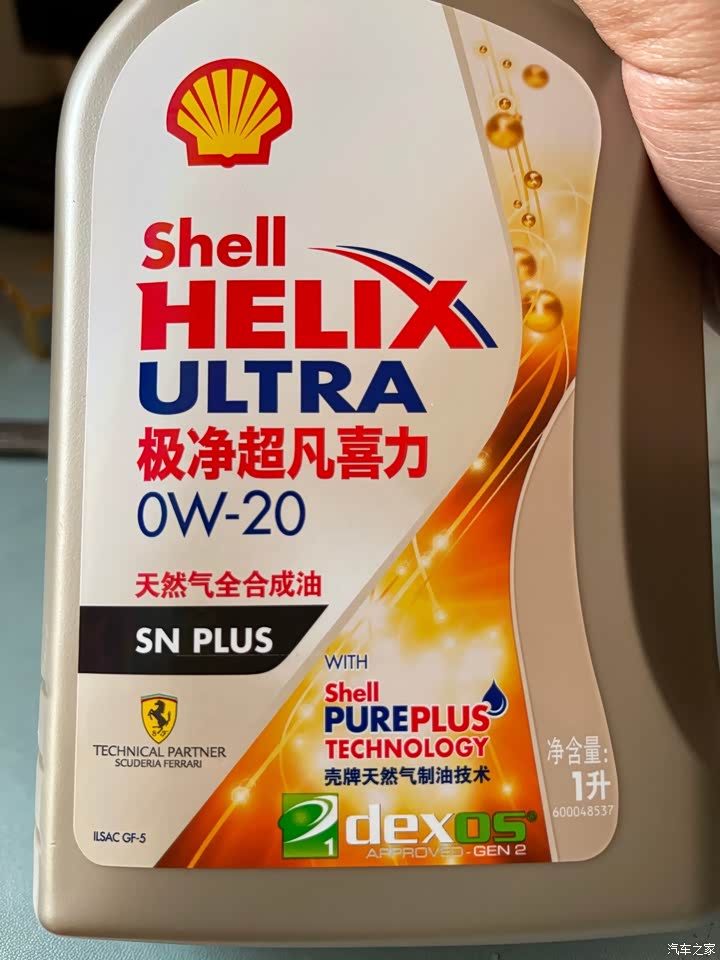 Shell
HELIX
ULTRA
极净超凡喜力
0W-20
天然气全合成油
SN PLUS
TECHNICAL PARTNER
SCUDERIA FERRARI
ILSAC GF-5
WITH
Shell
PUREPLUS
TECHNOLOGY
壳牌天然气制油技术
1
dexos®
APPROVED-GEN 2
净含量:
1升
600048537
汽车之家